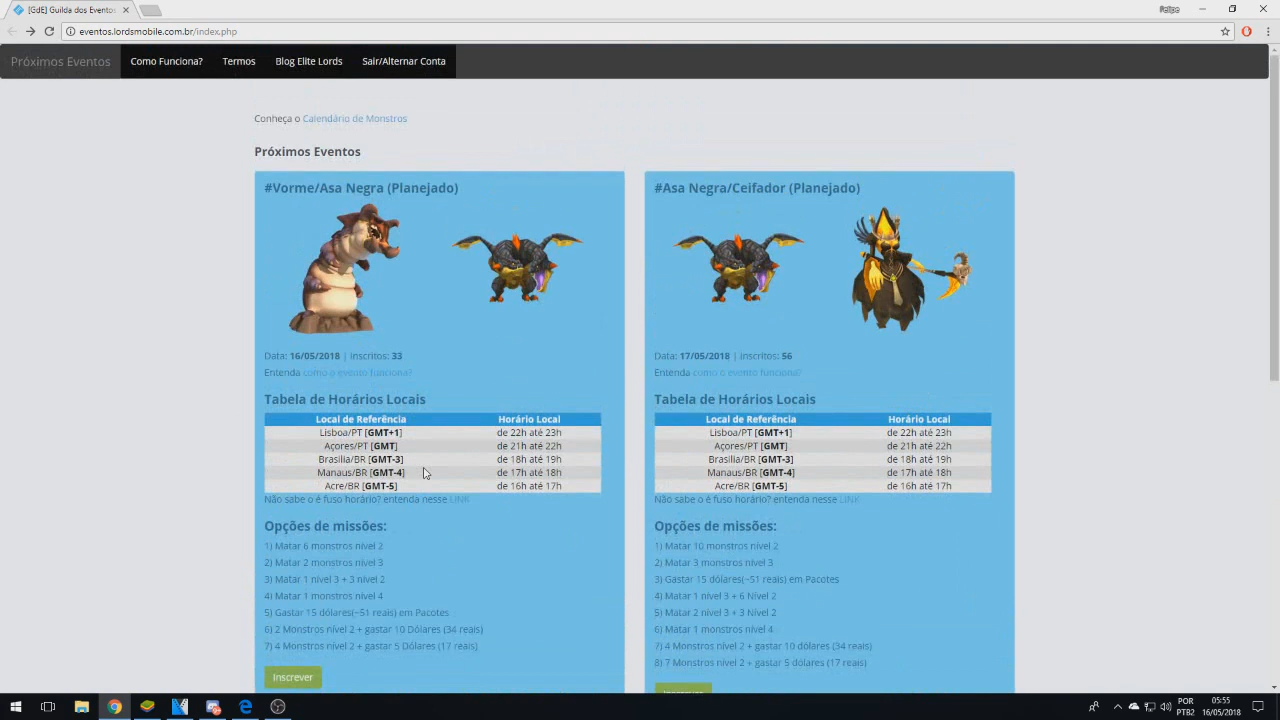 [GdE] Guilda dos Eventos
Felipe
eventos.lordsmobile.com.br/index.php
Próximos Eventos
Como Funciona?
Termos
Blog Elite Lords
Sair/Alternar Conta
Conheça o Calendário de Monstros
Próximos Eventos
#Vorme/Asa Negra (Planejado)
Data: 16/05/2018 | Inscritos: 33
Entenda como o evento funciona?
Tabela de Horários Locais
Local de Referência Horário Local
Lisboa/PT [GMT+1] de 22h até 23h
Açores/PT [GMT] de 21h até 22h
Brasilia/BR [GMT-3] de 18h até 19h
Manaus/BR [GMT-4] de 17h até 18h
Acre/BR [GMT-5] de 16h até 17h
Não sabe o é fuso horário? entenda nesse LINK
Opções de missões:
1) Matar 6 monstros nível 2
2) Matar 2 monstros nível 3
3) Matar 1 nível 3 + 3 nível 2
4) Matar 1 monstros nível 4
5) Gastar 15 dólares(~51 reais) em Pacotes
6) 2 Monstros nível 2 + gastar 10 Dólares (34 reais)
7) 4 Monstros nível 2 + gastar 5 Dólares (17 reais)
Inscrever
#Asa Negra/Ceifador (Planejado)
Data: 17/05/2018 | Inscritos: 56
Entenda como o evento funciona?
Tabela de Horários Locais
Local de Referência Horário Local
Lisboa/PT [GMT+1] de 22h até 23h
Açores/PT [GMT] de 21h até 22h
Brasilia/BR [GMT-3] de 18h até 19h
Manaus/BR [GMT-4] de 17h até 18h
Acre/BR [GMT-5] de 16h até 17h
Não sabe o é fuso horário? entenda nesse LINK
Opções de missões:
1) Matar 10 monstros nível 2
2) Matar 3 monstros nível 3
3) Gastar 15 dólares(~51 reais) em Pacotes
4) Matar 1 nível 3 + 6 Nível 2
5) Matar 2 nível 3 + 3 Nível 2
6) Matar 1 monstros nível 4
7) 4 Monstros nível 2 + gastar 10 dólares (34 reais)
8) 7 Monstros nível 2 + gastar 5 dólares (17 reais)
Inscrever
POR
PTB2
05:55
16/05/2018